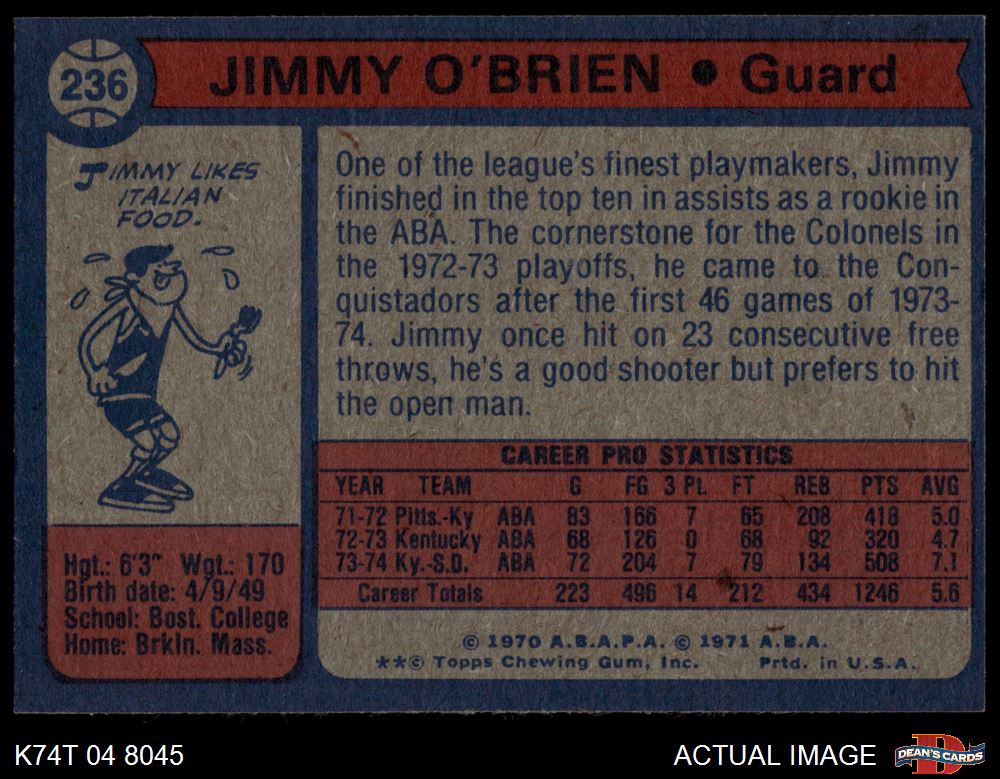 236
JIMMY O'BRIEN • Guard
JIMMY LIKES
ITALIAN
FOOD.
One of the league's finest playmakers, Jimmy
finished in the top ten in assists as a rookie in
the ABA. The cornerstone for the Colonels in
the 1972-73 playoffs, he came to the Con-
quistadors after the first 46 games of 1973-
74. Jimmy once hit on 23 consecutive free
throws, he's a good shooter but prefers to hit
the open man.
Hgt.: 6'3" Wgt.: 170
Birth date: 4/9/49
School: Bost. College
Home: Brkln. Mass.
CAREER PRO STATISTICS
YEAR TEAM G FG 3 Pt. FT REB PTS AVG
71-72 Pitts.-Ky ABA 83 166 7 65 208 418 5.0
72-73 Kentucky ABA 68 126 0 68 92 320 4.7
73-74 Ky.-S.D. ABA 72 204 7 79 134 508 7.1
Career Totals 223 496 14 212 434 1246 5.6
© 1970 A.B.A.P.A. © 1971 A.B.A.
**© Topps Chewing Gum, Inc. Prtd. in U.S.A.
K74T 04 8045
ACTUAL IMAGE
DEAN'S CARDS